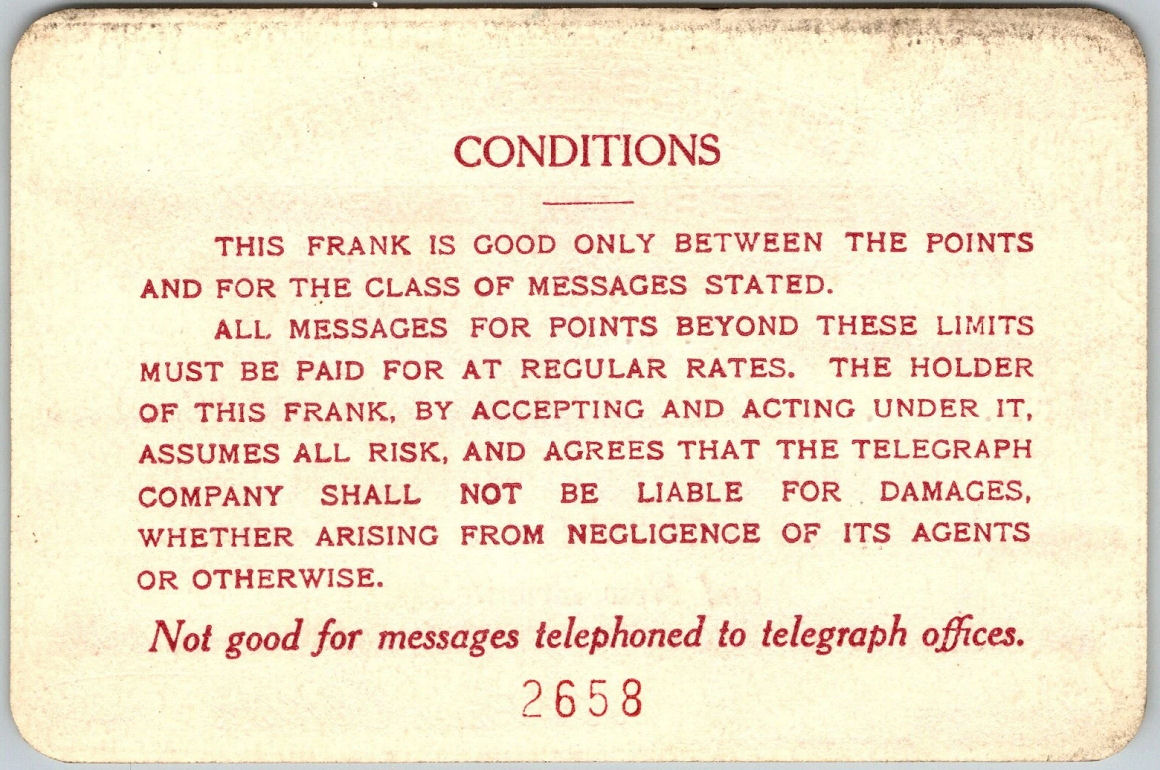 CONDITIONS
THIS FRANK IS GOOD ONLY BETWEEN THE POINTS
AND FOR THE CLASS OF MESSAGES STATED.
ALL MESSAGES FOR POINTS BEYOND THESE LIMITS
MUST BE PAID FOR AT REGULAR RATES. THE HOLDER
OF THIS FRANK, BY ACCEPTING AND ACTING UNDER IT,
ASSUMES ALL RISK, AND AGREES THAT THE TELEGRAPH
COMPANY SHALL NOT BE LIABLE FOR DAMAGES,
WHETHER ARISING FROM NEGLIGENCE OF ITS AGENTS
OR OTHERWISE.
Not good for messages telephoned to telegraph offices.
2658